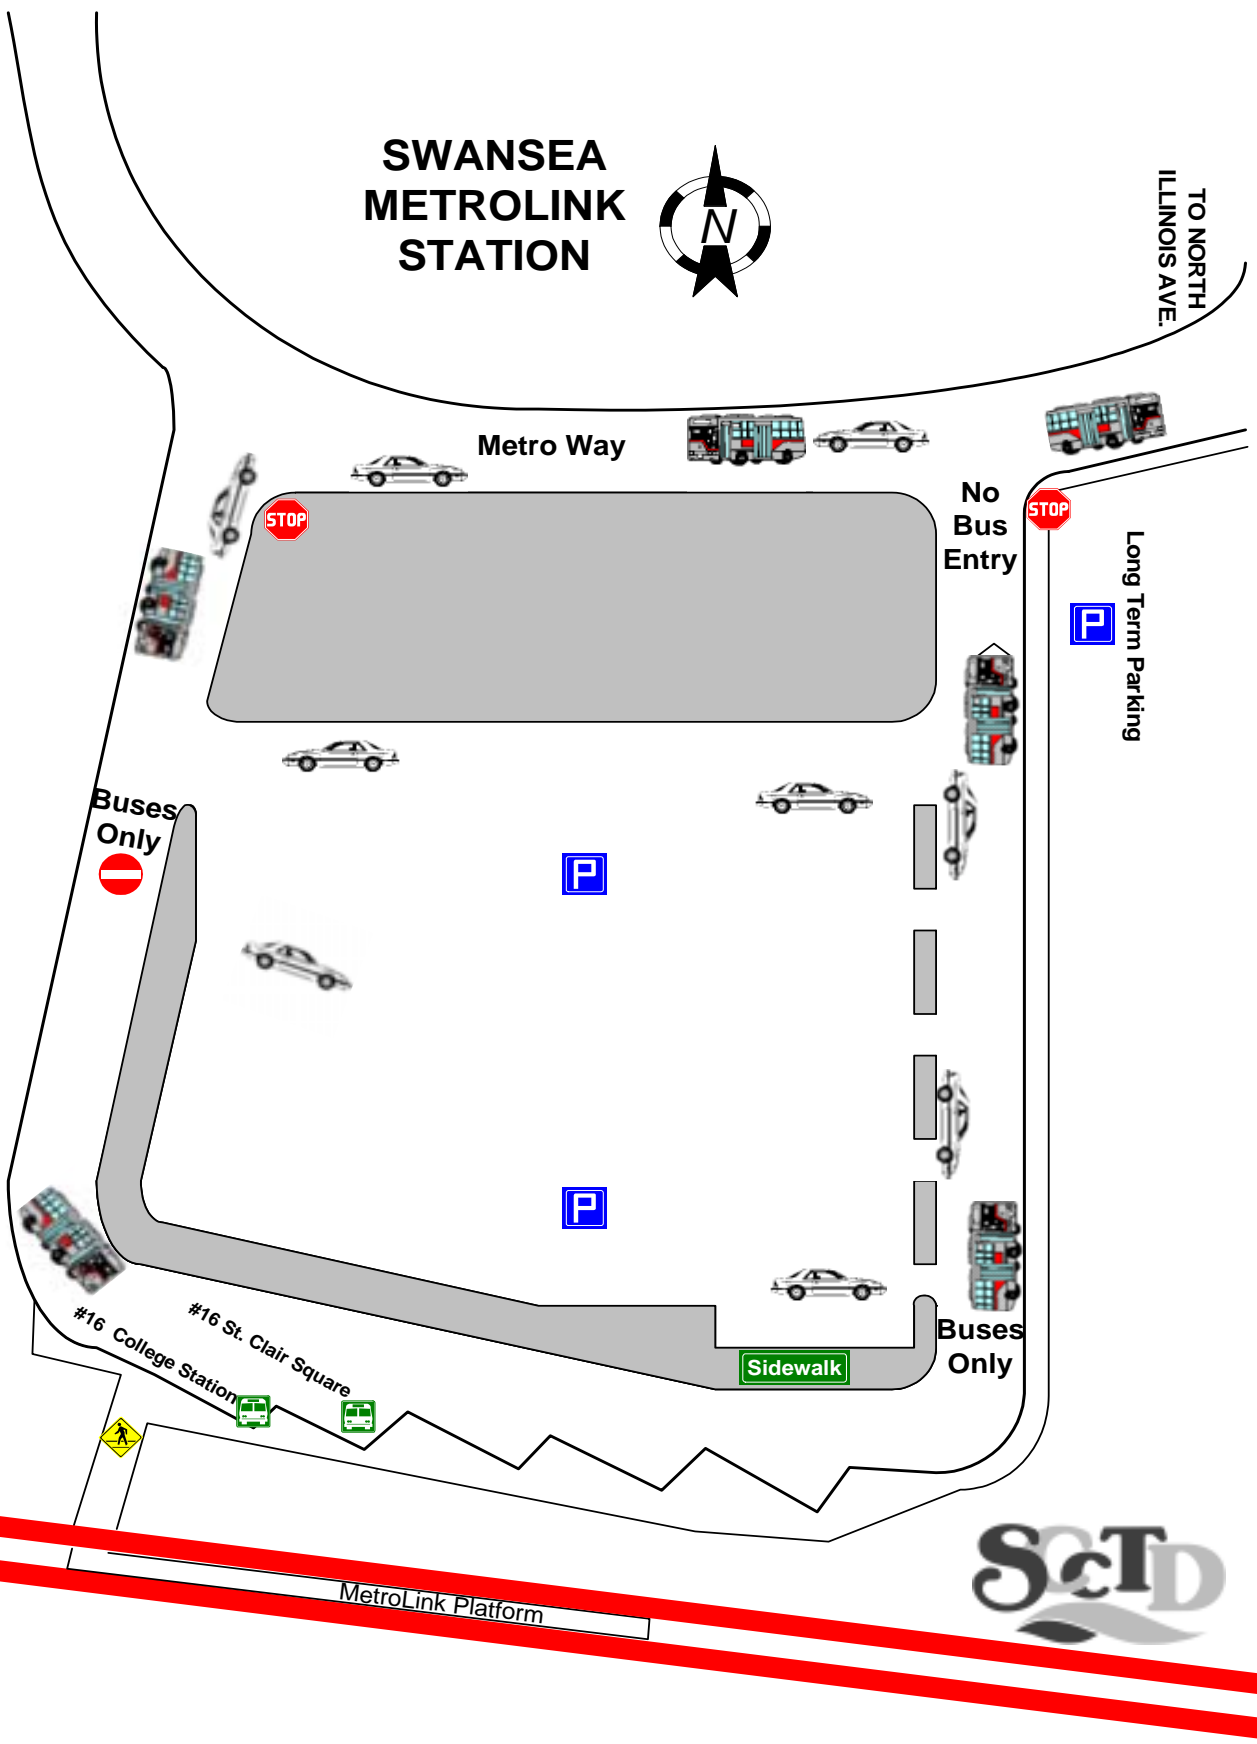 SWANSEA
METROLINK
STATION
N
TO NORTH
ILLINOIS AVE.
Metro Way
No
Bus
Entry
STOP
STOP
Long Term Parking
P
Buses
Only
P
P
#16 St. Clair Square
#16 College Station
Sidewalk
Buses
Only
MetroLink Platform
SCCTD